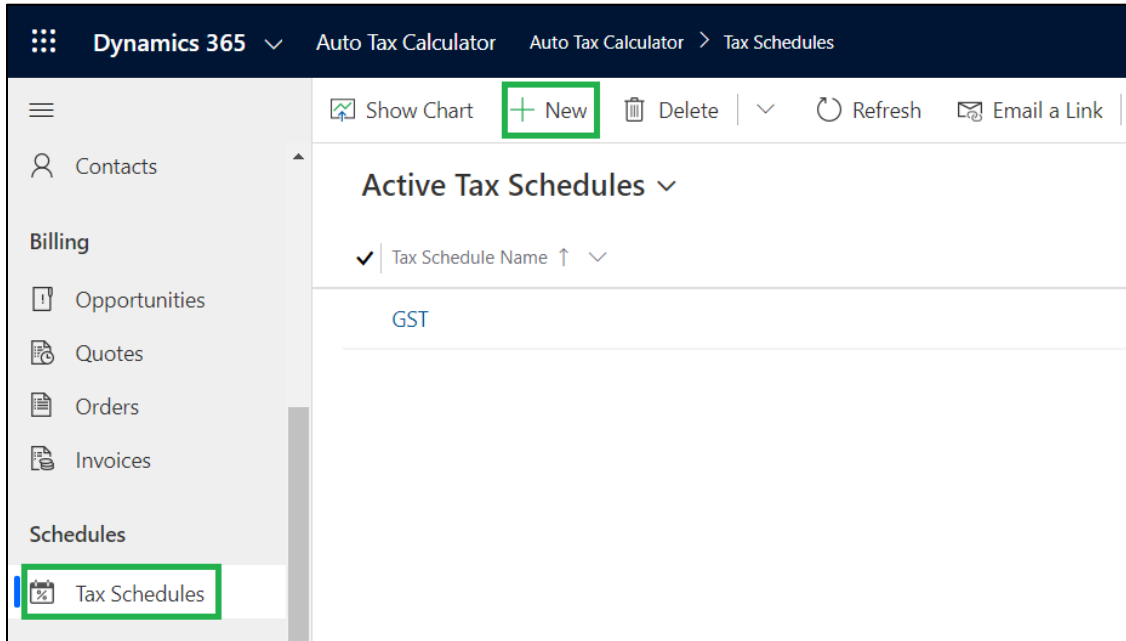 Dynamics 365 Auto Tax Calculator Auto Tax Calculator > Tax Schedules
Show Chart + New Delete Refresh Email a Link
Contacts
Active Tax Schedules
Billing
Tax Schedule Name ↑
Opportunities
GST
Quotes
Orders
Invoices
Schedules
Tax Schedules